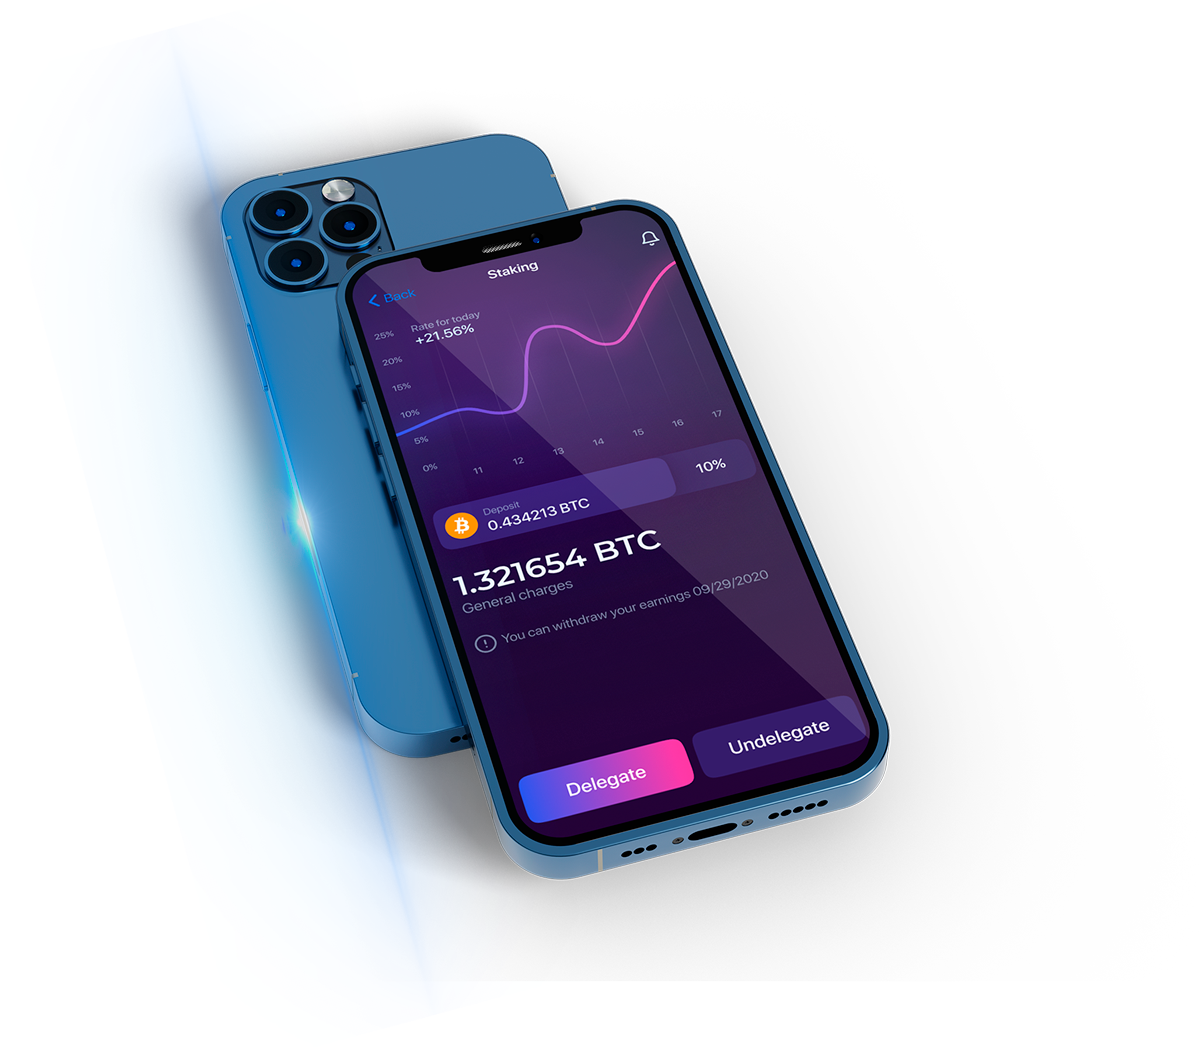 Staking
Back
Rate for today
+21.56%
25%
20%
15%
10%
5%
0%
11 12 13 14 15 16 17
Deposit
0.434213 BTC
10%
1.321654 BTC
General charges
You can withdraw your earnings 09/29/2020
Delegate
Undelegate